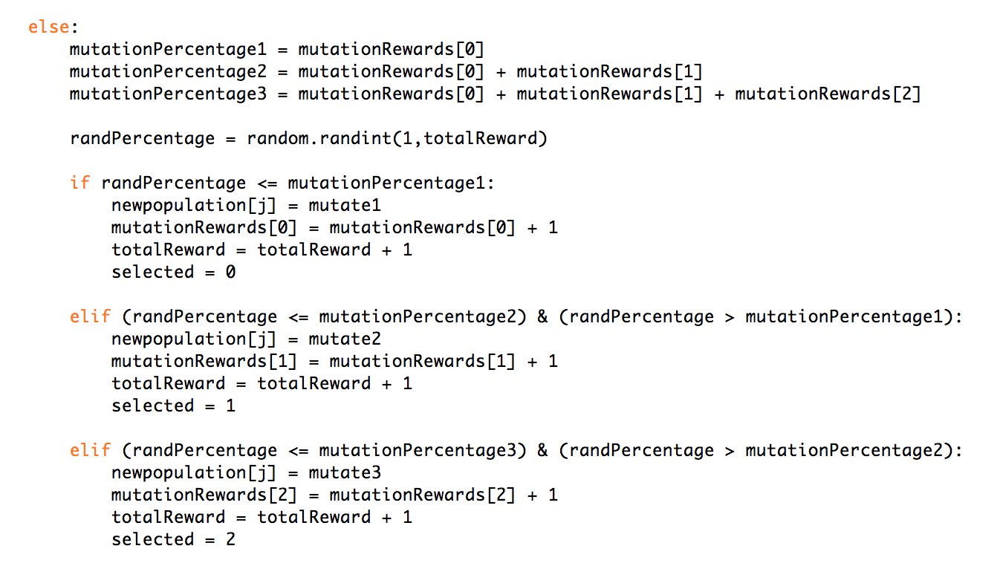 else:
    mutationPercentage1 = mutationRewards[0]
    mutationPercentage2 = mutationRewards[0] + mutationRewards[1]
    mutationPercentage3 = mutationRewards[0] + mutationRewards[1] + mutationRewards[2]

    randPercentage = random.randint(1,totalReward)

    if randPercentage <= mutationPercentage1:
        newpopulation[j] = mutate1
        mutationRewards[0] = mutationRewards[0] + 1
        totalReward = totalReward + 1
        selected = 0

    elif (randPercentage <= mutationPercentage2) & (randPercentage > mutationPercentage1):
        newpopulation[j] = mutate2
        mutationRewards[1] = mutationRewards[1] + 1
        totalReward = totalReward + 1
        selected = 1

    elif (randPercentage <= mutationPercentage3) & (randPercentage > mutationPercentage2):
        newpopulation[j] = mutate3
        mutationRewards[2] = mutationRewards[2] + 1
        totalReward = totalReward + 1
        selected = 2